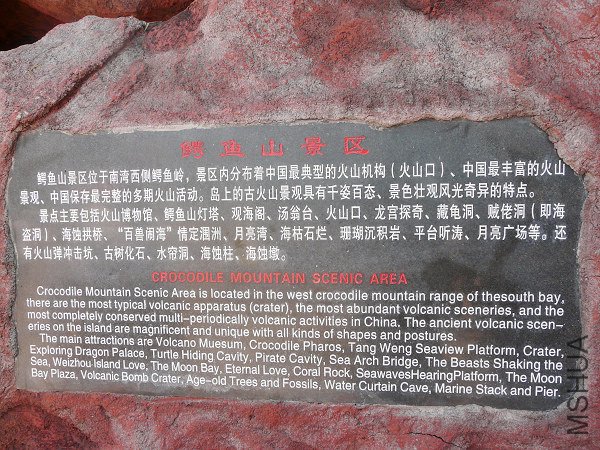 鳄鱼山景区
鳄鱼山景区位于南湾西侧鳄鱼岭，景区内分布着中国最典型的火山机构（火山口）、中国最丰富的火山
景观、中国保存最完整的多期火山活动。岛上的古火山景观具有千姿百态、景色壮观风光奇异的特点。
景点主要包括火山博物馆、鳄鱼山灯塔、观海阁、汤翁台、火山口、龙宫探奇、藏龟洞、贼佬洞（即海
盗洞）、海蚀拱桥、“百兽闹海”情定涠洲、月亮湾、海枯石烂、珊瑚沉积岩、平台听涛、月亮广场等。还
有火山弹冲击坑、古树化石、水帘洞、海蚀柱、海蚀墩。
CROCODILE MOUNTAIN SCENIC AREA
Crocodile Mountain Scenic Area is located in the west crocodile mountain range of thesouth bay,
there are the most typical volcanic apparatus (crater), the most abundant volcanic sceneries, and the
most completely conserved multi-periodically volcanic activities in China. The ancient volcanic scen-
eries on the island are magnificent and unique with all kinds of shapes and postures.
The main attractions are Volcano Muesum, Crocodile Pharos, Tang Weng Seaview Platform, Crater,
Exploring Dragon Palace, Turtle Hiding Cavity, Pirate Cavity, Sea Arch Bridge, The Beasts Shaking the
Sea, Weizhou Island Love, The Moon Bay, Eternal Love, Coral Rock, SeawavesHearingPlatform, The Moon
Bay Plaza, Volcanic Bomb Crater, Age-old Trees and Fossils, Water Curtain Cave, Marine Stack and Pier.
MSHUA